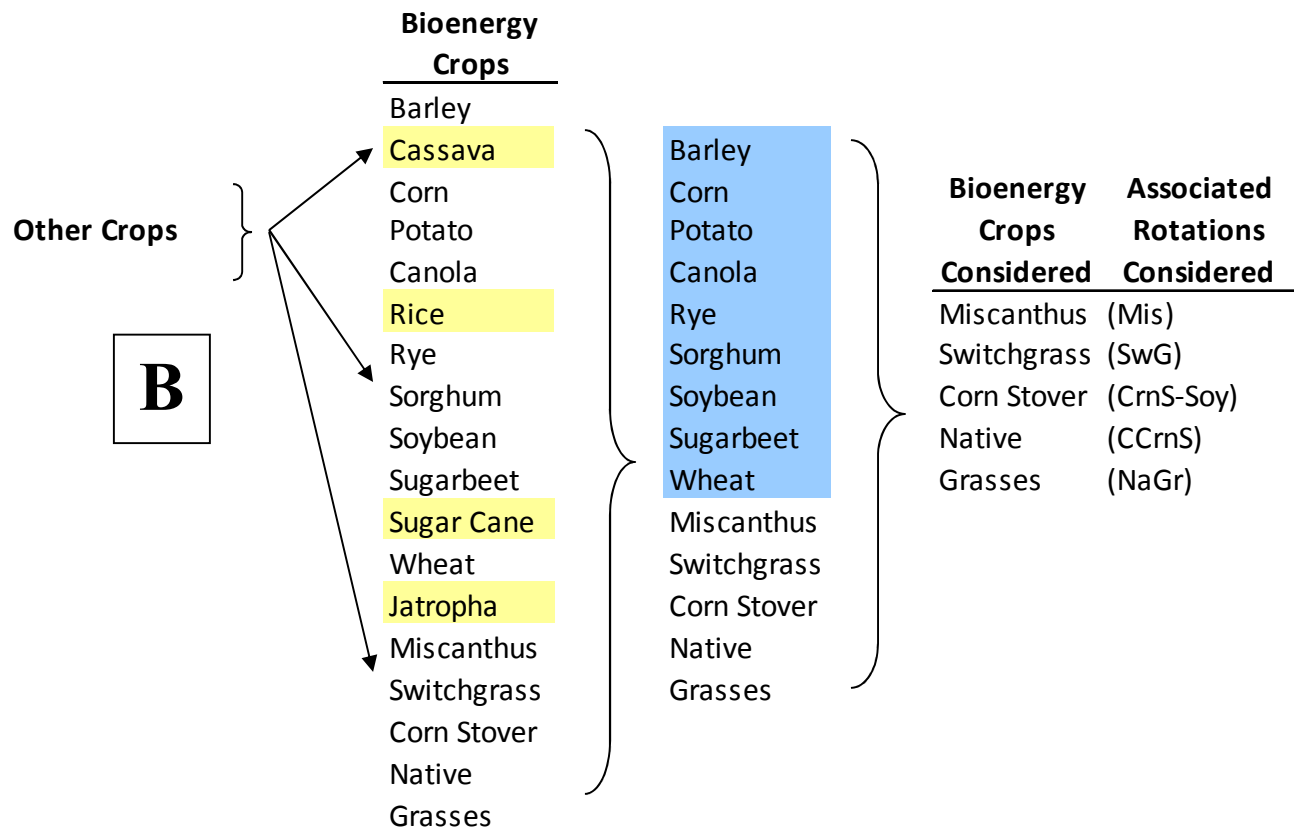 Other Crops
B
Bioenergy
Crops
Barley
Cassava
Corn
Potato
Canola
Rice
Rye
Sorghum
Soybean
Sugarbeet
Sugar Cane
Wheat
Jatropha
Miscanthus
Switchgrass
Corn Stover
Native
Grasses
Barley
Corn
Potato
Canola
Rye
Sorghum
Soybean
Sugarbeet
Wheat
Miscanthus
Switchgrass
Corn Stover
Native
Grasses
Bioenergy Associated
Crops Rotations
Considered Considered
Miscanthus (Mis)
Switchgrass (SwG)
Corn Stover (CrnS-Soy)
Native (CCrnS)
Grasses (NaGr)